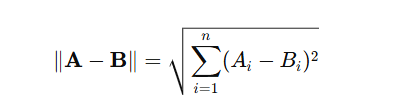 ‖A − B‖ = √(∑_{i=1}^{n} (A_i − B_i)²)